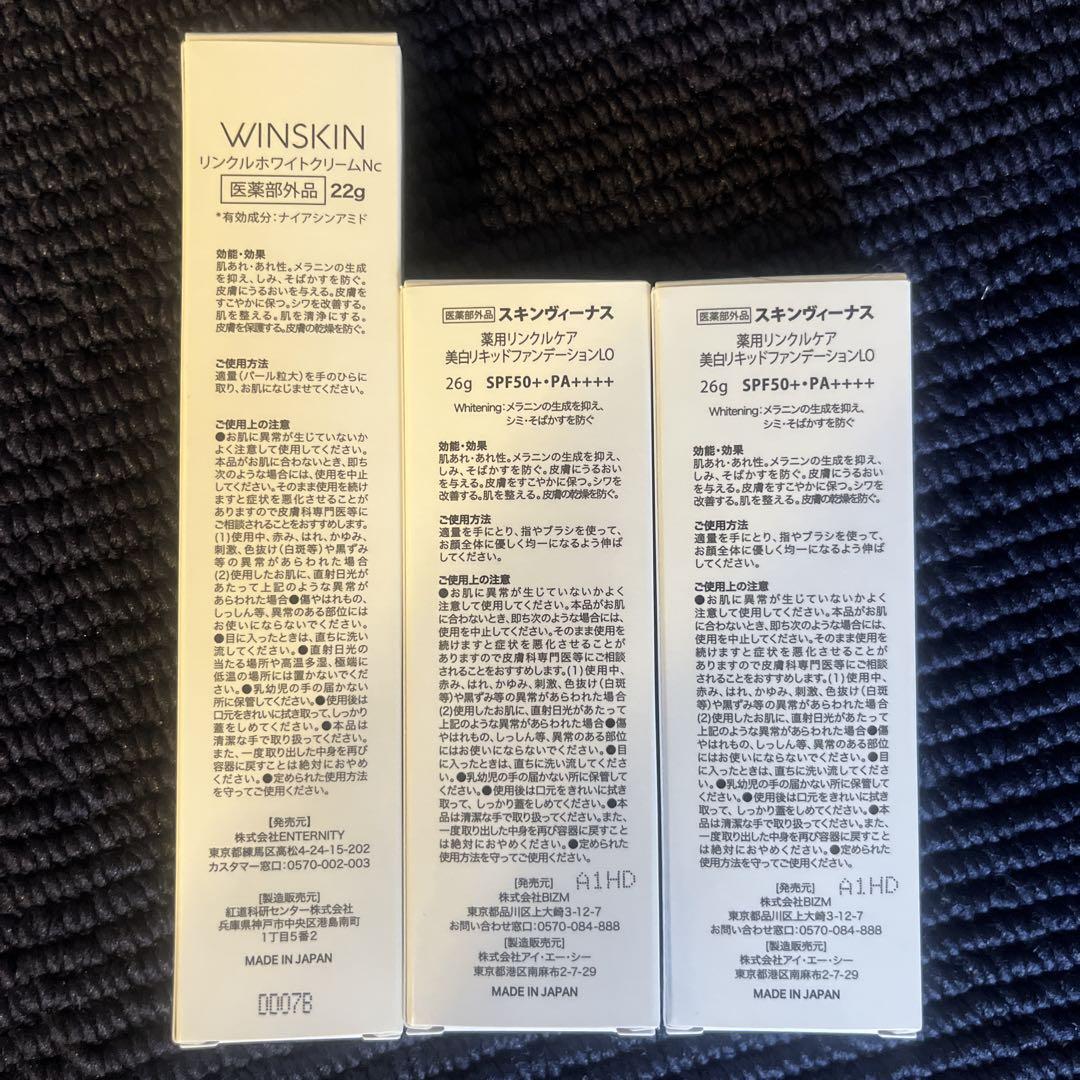 WINSKIN
リンクルホワイトクリームNc
医薬部外品 22g
*有効成分：ナイアシンアミド
効能・効果
肌あれ・あれ性。メラニンの生成
を抑え、しみ、そばかすを防ぐ。
皮膚にうるおいを与える。皮膚を
すこやかに保つ。シワを改善する。
肌を整える。肌を清浄にする。
皮膚を保護する。皮膚の乾燥を防ぐ。
ご使用方法
適量（パール粒大）を手のひらに
取り、お肌になじませてください。
ご使用上の注意
●お肌に異常が生じていないか
よく注意して使用してください。
本品がお肌に合わないとき、即ち
次のような場合には、使用を中止
してください。そのまま使用を続け
ますと症状を悪化させることが
ありますので皮膚科専門医等に
ご相談されることをおすすめします。
(1)使用中、赤み、はれ、かゆみ、
刺激、色抜け(白斑等)や黒ずみ
等の異常があらわれた場合
(2)使用したお肌に、直射日光が
あたって上記のような異常が
あらわれた場合●傷やはれもの、
しっしん等、異常のある部位には
お使いにならないでください。
●目に入ったときは、直ちに洗い
流してください。●直射日光の
当たる場所や高温多湿、極端に
低温の場所には置かないでくだ
さい。●乳幼児の手の届かない
所に保管してください。●使用後は
口元をきれいに拭き取って、しっかり
蓋をしめてください。●本品は
清潔な手で取り扱ってください。
また、一度取り出した中身を再び
容器に戻すことは絶対におやめ
ください。●定められた使用方法
を守ってご使用ください。
[発売元]
株式会社ENTERNITY
東京都練馬区高松4-24-15-202
カスタマー窓口：0570-002-003
[製造販売元]
紅道科研センター株式会社
兵庫県神戸市中央区港島南町
1丁目5番2
MADE IN JAPAN
0D07B
医薬部外品 スキンヴィーナス
薬用リンクルケア
美白リキッドファンデーションLO
26g SPF50+・PA++++
Whitening：メラニンの生成を抑え、
シミ・そばかすを防ぐ
効能・効果
肌あれ・あれ性。メラニンの生成を抑え、
しみ、そばかすを防ぐ。皮膚にうるおい
を与える。皮膚をすこやかに保つ。シワを
改善する。肌を整える。皮膚の乾燥を防ぐ。
ご使用方法
適量を手にとり、指やブラシを使って、
お顔全体に優しく均一になるよう伸ば
してください。
ご使用上の注意
●お肌に異常が生じていないかよく
注意して使用してください。本品がお肌
に合わないとき、即ち次のような場合には、
使用を中止してください。そのまま使用を
続けますと症状を悪化させることが
ありますので皮膚科専門医等にご相談
されることをおすすめします。(1)使用中、
赤み、はれ、かゆみ、刺激、色抜け(白斑
等)や黒ずみ等の異常があらわれた場合
(2)使用したお肌に、直射日光があたって
上記のような異常があらわれた場合●傷
やはれもの、しっしん等、異常のある部位
にはお使いにならないでください。●目
に入ったときは、直ちに洗い流してくださ
い。●乳幼児の手の届かない所に保管して
ください。●使用後は口元をきれいに拭き
取って、しっかり蓋をしめてください。●本
品は清潔な手で取り扱ってください。また、
一度取り出した中身を再び容器に戻すこと
は絶対におやめください。●定められた
使用方法を守ってご使用ください。
[発売元] A1HD
株式会社BIZM
東京都品川区上大崎3-12-7
お問い合わせ窓口：0570-084-888
[製造販売元]
株式会社アイ・エー・シー
東京都港区南麻布2-7-29
MADE IN JAPAN
医薬部外品 スキンヴィーナス
薬用リンクルケア
美白リキッドファンデーションLO
26g SPF50+・PA++++
Whitening：メラニンの生成を抑え、
シミ・そばかすを防ぐ
効能・効果
肌あれ・あれ性。メラニンの生成を抑え、
しみ、そばかすを防ぐ。皮膚にうるおい
を与える。皮膚をすこやかに保つ。シワを
改善する。肌を整える。皮膚の乾燥を防ぐ。
ご使用方法
適量を手にとり、指やブラシを使って、
お顔全体に優しく均一になるよう伸ば
してください。
ご使用上の注意
●お肌に異常が生じていないかよく
注意して使用してください。本品がお肌
に合わないとき、即ち次のような場合には、
使用を中止してください。そのまま使用を
続けますと症状を悪化させることが
ありますので皮膚科専門医等にご相談
されることをおすすめします。(1)使用中、
赤み、はれ、かゆみ、刺激、色抜け(白斑
等)や黒ずみ等の異常があらわれた場合
(2)使用したお肌に、直射日光があたって
上記のような異常があらわれた場合●傷
やはれもの、しっしん等、異常のある部位
にはお使いにならないでください。●目
に入ったときは、直ちに洗い流してくださ
い。●乳幼児の手の届かない所に保管して
ください。●使用後は口元をきれいに拭き
取って、しっかり蓋をしめてください。●本
品は清潔な手で取り扱ってください。また、
一度取り出した中身を再び容器に戻すこと
は絶対におやめください。●定められた
使用方法を守ってご使用ください。
[発売元] A1HD
株式会社BIZM
東京都品川区上大崎3-12-7
お問い合わせ窓口：0570-084-888
[製造販売元]
株式会社アイ・エー・シー
東京都港区南麻布2-7-29
MADE IN JAPAN